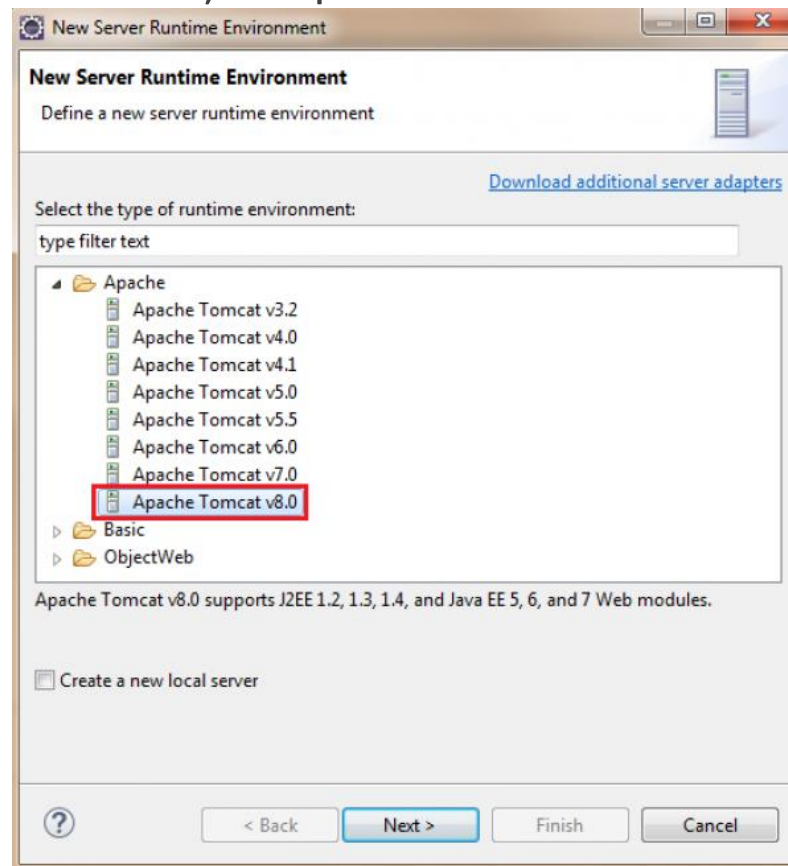 New Server Runtime Environment
New Server Runtime Environment
Define a new server runtime environment
Download additional server adapters
Select the type of runtime environment:
type filter text
Apache
Apache Tomcat v3.2
Apache Tomcat v4.0
Apache Tomcat v4.1
Apache Tomcat v5.0
Apache Tomcat v5.5
Apache Tomcat v6.0
Apache Tomcat v7.0
Apache Tomcat v8.0
Basic
ObjectWeb
Apache Tomcat v8.0 supports J2EE 1.2, 1.3, 1.4, and Java EE 5, 6, and 7 Web modules.
Create a new local server
? < Back Next > Finish Cancel